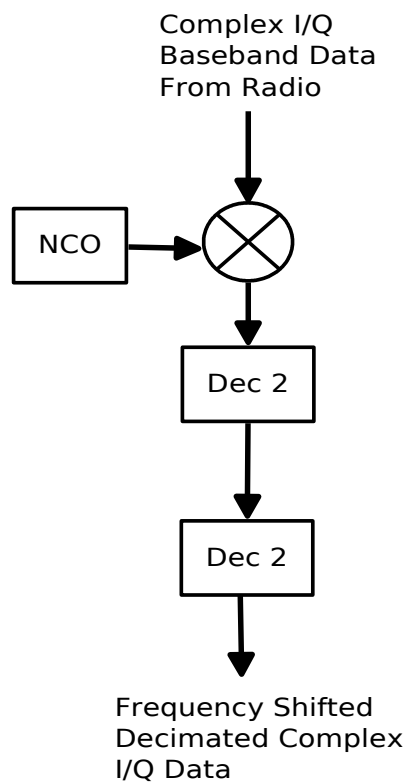 Complex I/Q
Baseband Data
From Radio
NCO
Dec 2
Dec 2
Frequency Shifted
Decimated Complex
I/Q Data